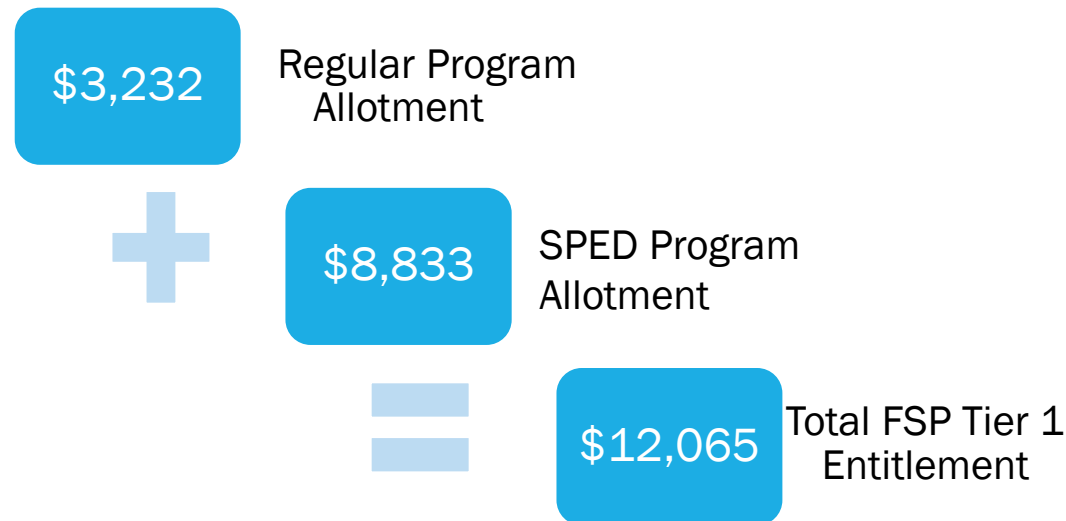 $3,232
Regular Program
Allotment
$8,833
SPED Program
Allotment
$12,065
Total FSP Tier 1
Entitlement